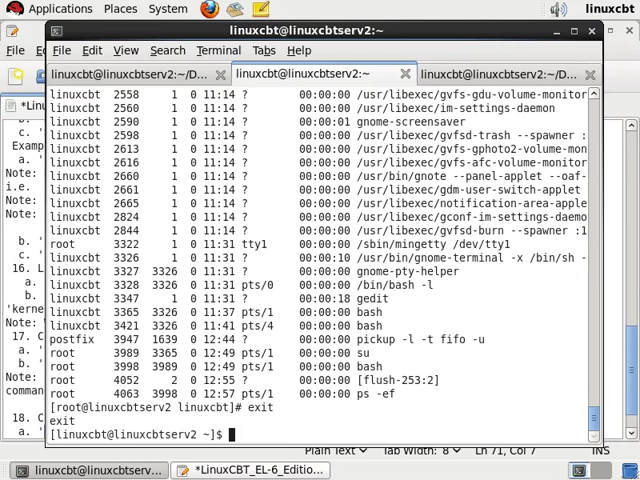 Applications Places System linuxcbt
linuxcbt@linuxcbtserv2:~
File Edit View Search Terminal Tabs Help
linuxcbt@linuxcbtserv2:~/D... linuxcbt@linuxcbtserv2:~ linuxcbt@linuxcbtserv2:~/D...
linuxcbt 2558 1 0 11:14 ? 00:00:00 /usr/libexec/gvfs-gdu-volume-monitor
linuxcbt 2560 1 0 11:14 ? 00:00:00 /usr/libexec/im-settings-daemon
linuxcbt 2590 1 0 11:14 ? 00:00:01 gnome-screensaver
linuxcbt 2598 1 0 11:14 ? 00:00:00 /usr/libexec/gvfsd-trash --spawner :
linuxcbt 2613 1 0 11:14 ? 00:00:00 /usr/libexec/gvfs-gphoto2-volume-mon
linuxcbt 2616 1 0 11:14 ? 00:00:00 /usr/libexec/gvfs-afc-volume-monitor
linuxcbt 2660 1 0 11:14 ? 00:00:00 /usr/bin/gnote --panel-applet --oaf-
linuxcbt 2661 1 0 11:14 ? 00:00:00 /usr/libexec/gdm-user-switch-applet
linuxcbt 2665 1 0 11:14 ? 00:00:00 /usr/libexec/notification-area-apple
linuxcbt 2824 1 0 11:14 ? 00:00:00 /usr/libexec/gconf-im-settings-daemo
linuxcbt 2844 1 0 11:14 ? 00:00:00 /usr/libexec/gvfsd-burn --spawner :1
root 3322 1 0 11:31 tty1 00:00:00 /sbin/mingetty /dev/tty1
linuxcbt 3326 1 0 11:31 ? 00:00:10 /usr/bin/gnome-terminal -x /bin/sh -
linuxcbt 3327 3326 0 11:31 ? 00:00:00 gnome-pty-helper
linuxcbt 3328 3326 0 11:31 pts/0 00:00:00 /bin/bash -l
linuxcbt 3347 1 0 11:31 ? 00:00:18 gedit
linuxcbt 3365 3326 0 11:37 pts/1 00:00:00 bash
linuxcbt 3421 3326 0 11:41 pts/4 00:00:00 bash
postfix 3947 1639 0 12:44 ? 00:00:00 pickup -l -t fifo -u
root 3989 3365 0 12:49 pts/1 00:00:00 su
root 3998 3989 0 12:49 pts/1 00:00:00 bash
root 4052 2 0 12:55 ? 00:00:00 [flush-253:2]
root 4063 3998 0 12:57 pts/1 00:00:00 ps -ef
[root@linuxcbtserv2 linuxcbt]# exit
exit
[linuxcbt@linuxcbtserv2 ~]$
File
*Linu
c. '
Examp
a. '
Note:
i.e.
Note:
Note:
b. '
c. '
16. L
a.
b.
'kerne
Note:
17. C
a. '
b. '
Note:
comman
18. C
Plain Text Tab Width: 8 Ln 71, Col 7 INS
linuxcbt@linuxcbtserv... *LinuxCBT_EL-6_Editio...